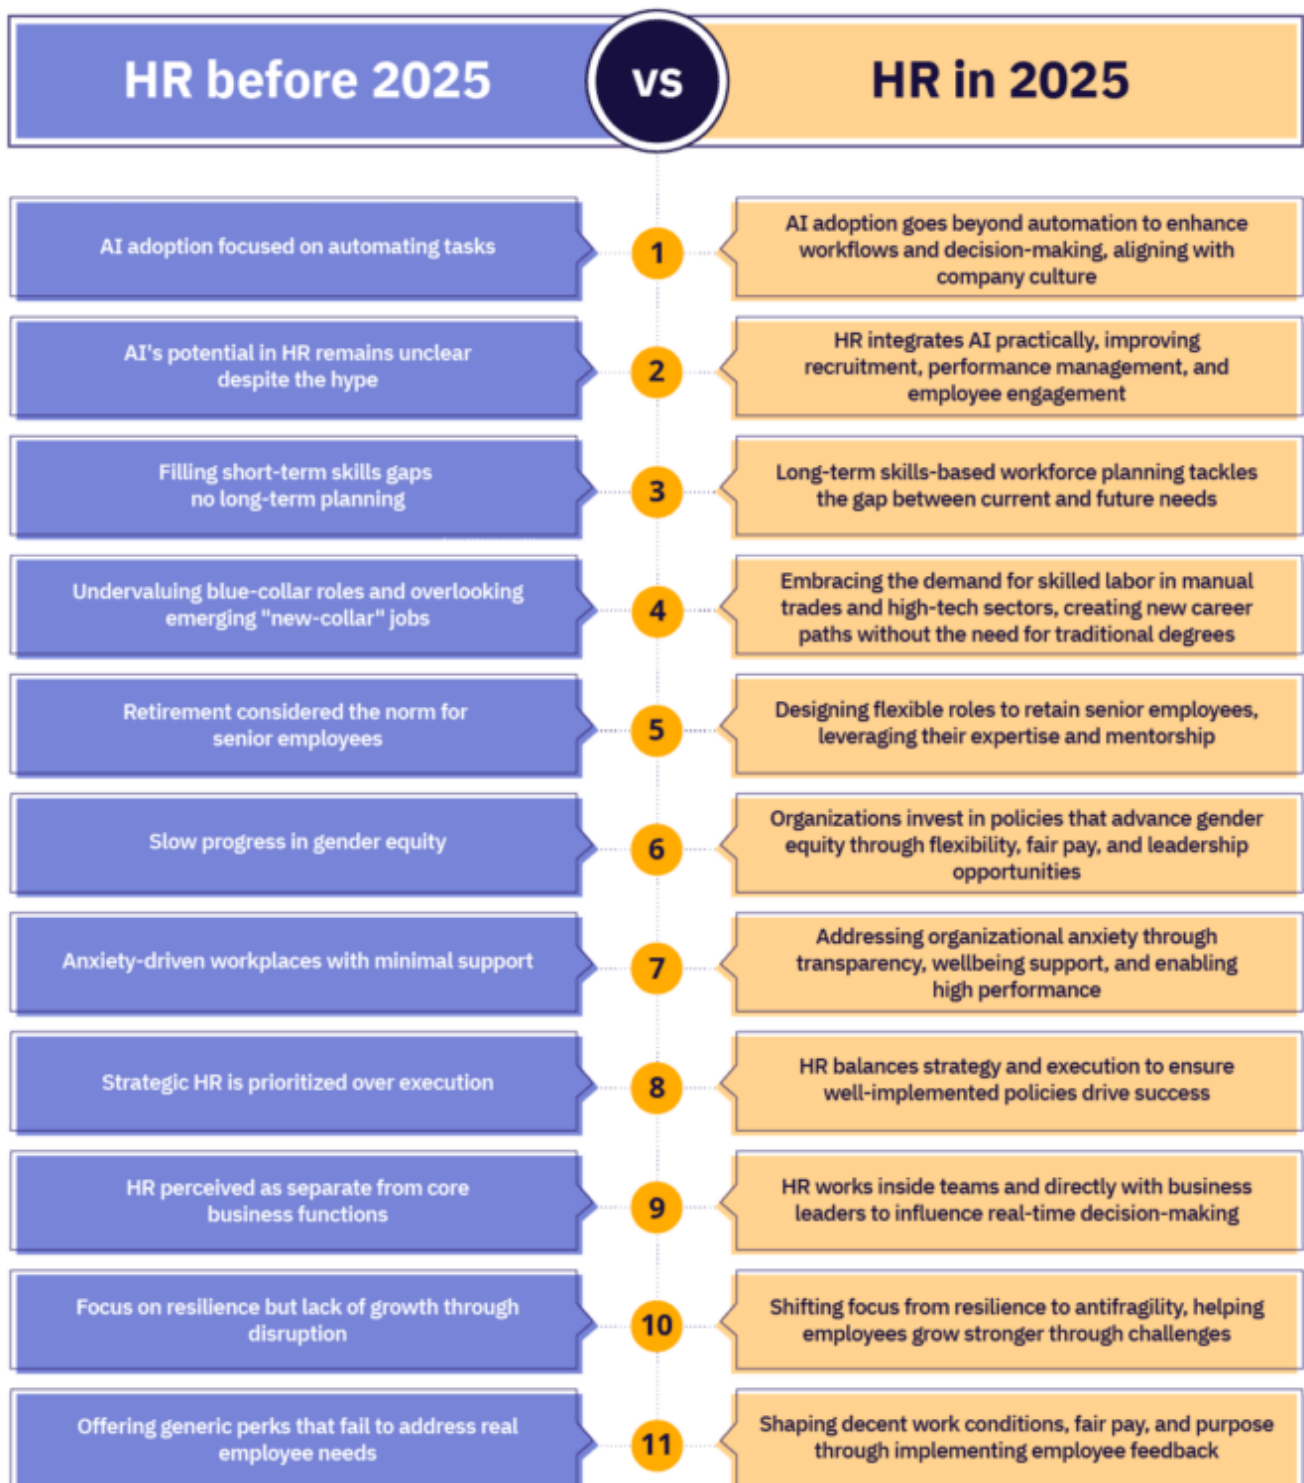 HR before 2025
VS
HR in 2025
AI adoption focused on automating tasks
1
AI adoption goes beyond automation to enhance
workflows and decision-making, aligning with
company culture
AI's potential in HR remains unclear
despite the hype
2
HR integrates AI practically, improving
recruitment, performance management, and
employee engagement
Filling short-term skills gaps
no long-term planning
3
Long-term skills-based workforce planning tackles
the gap between current and future needs
Undervaluing blue-collar roles and overlooking
emerging "new-collar" jobs
4
Embracing the demand for skilled labor in manual
trades and high-tech sectors, creating new career
paths without the need for traditional degrees
Retirement considered the norm for
senior employees
5
Designing flexible roles to retain senior employees,
leveraging their expertise and mentorship
Slow progress in gender equity
6
Organizations invest in policies that advance gender
equity through flexibility, fair pay, and leadership
opportunities
Anxiety-driven workplaces with minimal support
7
Addressing organizational anxiety through
transparency, wellbeing support, and enabling
high performance
Strategic HR is prioritized over execution
8
HR balances strategy and execution to ensure
well-implemented policies drive success
HR perceived as separate from core
business functions
9
HR works inside teams and directly with business
leaders to influence real-time decision-making
Focus on resilience but lack of growth through
disruption
10
Shifting focus from resilience to antifragility, helping
employees grow stronger through challenges
Offering generic perks that fail to address real
employee needs
11
Shaping decent work conditions, fair pay, and purpose
through implementing employee feedback